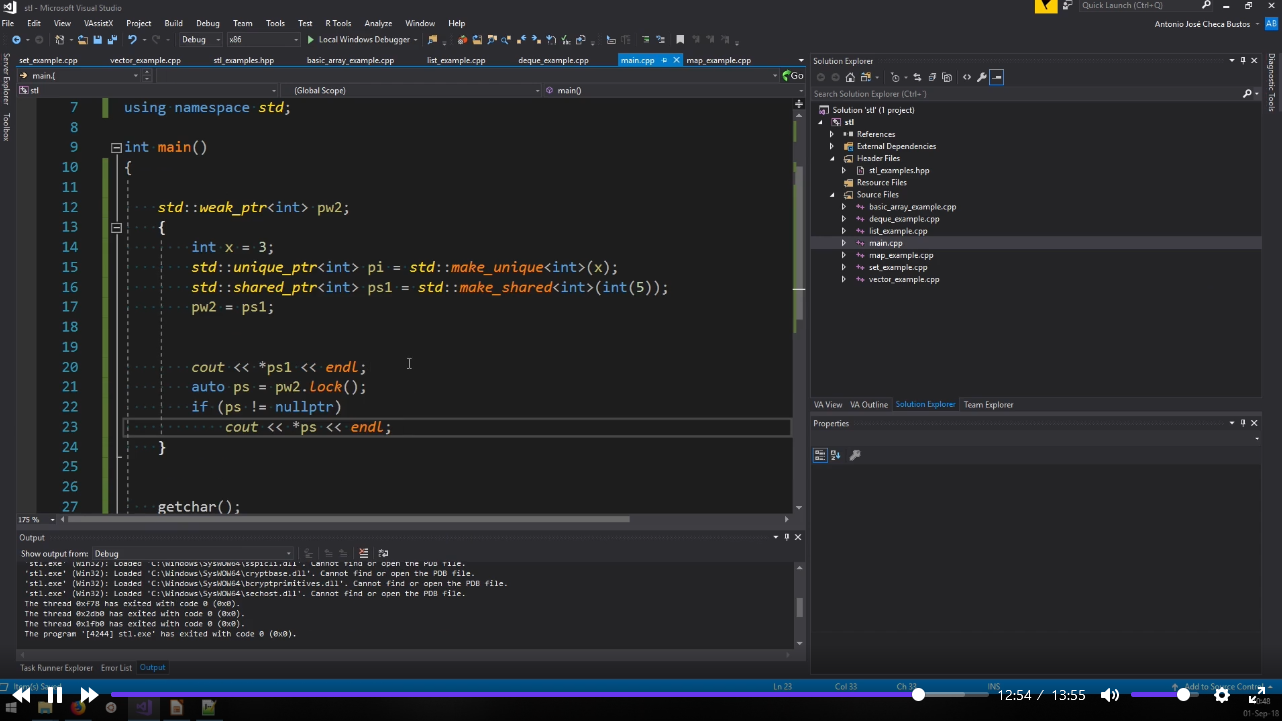 stl - Microsoft Visual Studio
Quick Launch (Ctrl+Q)
File Edit View VAssistX Project Build Debug Team Tools Test R Tools Analyze Window Help
Antonio José Checa Bustos AB
Debug x86 Local Windows Debugger
set_example.cpp vector_example.cpp stl_examples.hpp basic_array_example.cpp list_example.cpp deque_example.cpp main.cpp map_example.cpp
main.{ Go
stl (Global Scope) main()
Server Explorer
Toolbox
7 using namespace std;
8
9 int main()
10 {
11
12 std::weak_ptr<int> pw2;
13 {
14 int x = 3;
15 std::unique_ptr<int> pi = std::make_unique<int>(x);
16 std::shared_ptr<int> ps1 = std::make_shared<int>(int(5));
17 pw2 = ps1;
18
19
20 cout << *ps1 << endl;
21 auto ps = pw2.lock();
22 if (ps != nullptr)
23 cout << *ps << endl;
24 }
25
26
27 getchar();
175 %
Output
Show output from: Debug
'stl.exe' (Win32): Loaded 'C:\Windows\SysWOW64\sspicli.dll'. Cannot find or open the PDB file.
'stl.exe' (Win32): Loaded 'C:\Windows\SysWOW64\cryptbase.dll'. Cannot find or open the PDB file.
'stl.exe' (Win32): Loaded 'C:\Windows\SysWOW64\bcryptprimitives.dll'. Cannot find or open the PDB file.
'stl.exe' (Win32): Loaded 'C:\Windows\SysWOW64\sechost.dll'. Cannot find or open the PDB file.
The thread 0xf78 has exited with code 0 (0x0).
The thread 0x2db0 has exited with code 0 (0x0).
The thread 0x1fb0 has exited with code 0 (0x0).
The program '[4244] stl.exe' has exited with code 0 (0x0).
Task Runner Explorer Error List Output
Solution Explorer
Search Solution Explorer (Ctrl+´)
Solution 'stl' (1 project)
stl
References
External Dependencies
Header Files
stl_examples.hpp
Resource Files
Source Files
basic_array_example.cpp
deque_example.cpp
list_example.cpp
main.cpp
map_example.cpp
set_example.cpp
vector_example.cpp
VA View VA Outline Solution Explorer Team Explorer
Properties
Diagnostic Tools
Item(s) Saved Ln 23 Col 33 Ch 33 INS Add to Source Control
12:54 / 13:55
01-Sep-18